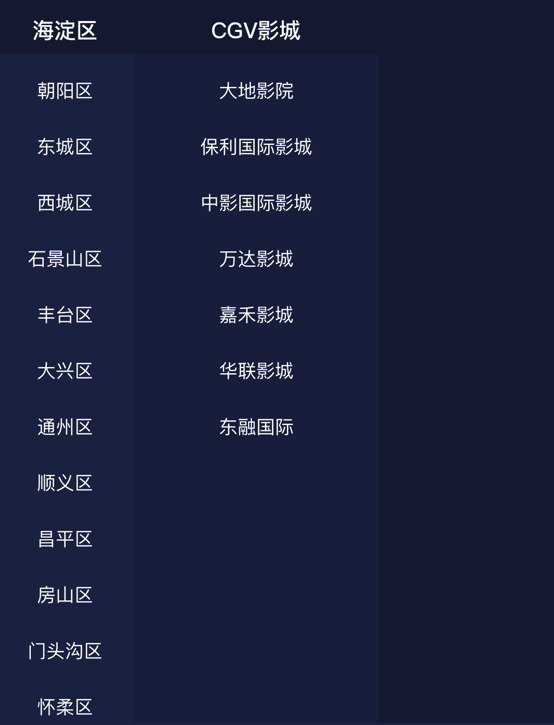 海淀区
CGV影城
朝阳区
大地影院
东城区
保利国际影城
西城区
中影国际影城
石景山区
万达影城
丰台区
嘉禾影城
大兴区
华联影城
通州区
东融国际
顺义区
昌平区
房山区
门头沟区
怀柔区